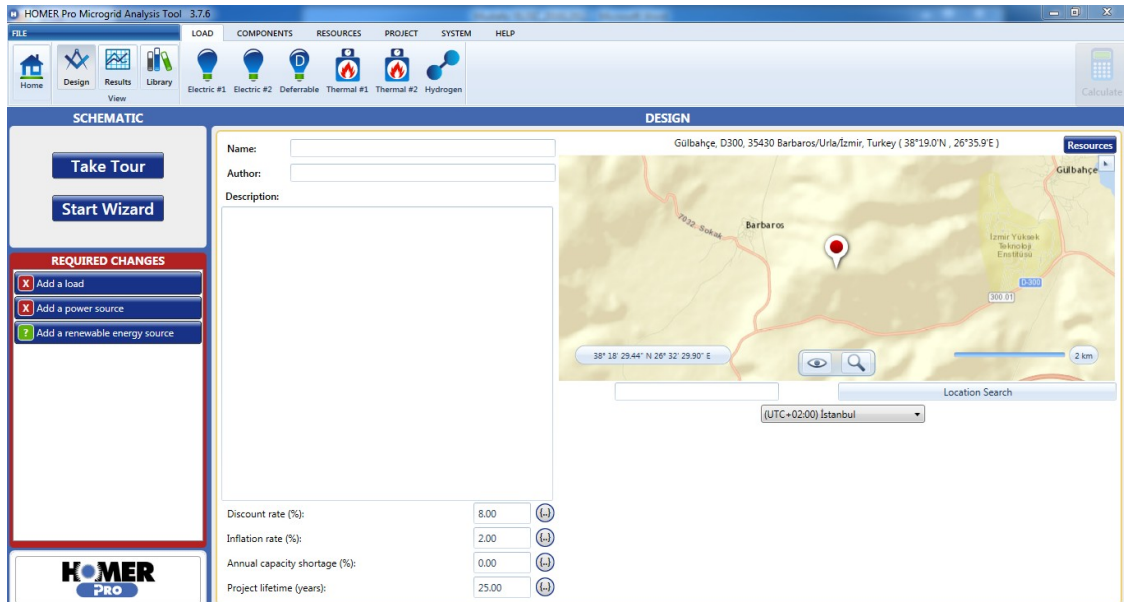 HOMER Pro Microgrid Analysis Tool 3.7.6
FILE LOAD COMPONENTS RESOURCES PROJECT SYSTEM HELP
Home Design Results Library Electric #1 Electric #2 Deferrable Thermal #1 Thermal #2 Hydrogen Calculate
D
View
SCHEMATIC DESIGN
Take Tour
Start Wizard
REQUIRED CHANGES
X Add a load
X Add a power source
? Add a renewable energy source
HOMER
PRO
Name:
Author:
Description:
Discount rate (%): 8.00 {..}
Inflation rate (%): 2.00 {..}
Annual capacity shortage (%): 0.00 {..}
Project lifetime (years): 25.00 {..}
Gülbahçe, D300, 35430 Barbaros/Urla/İzmir, Turkey ( 38°19.0'N , 26°35.9'E )
Resources
Gülbahçe
7032. Sokak
Barbaros
İzmir Yüksek
Teknoloji
Enstitüsü
D-300
300.01
38° 18' 29.44" N 26° 32' 29.90" E
2 km
Location Search
(UTC+02:00) İstanbul